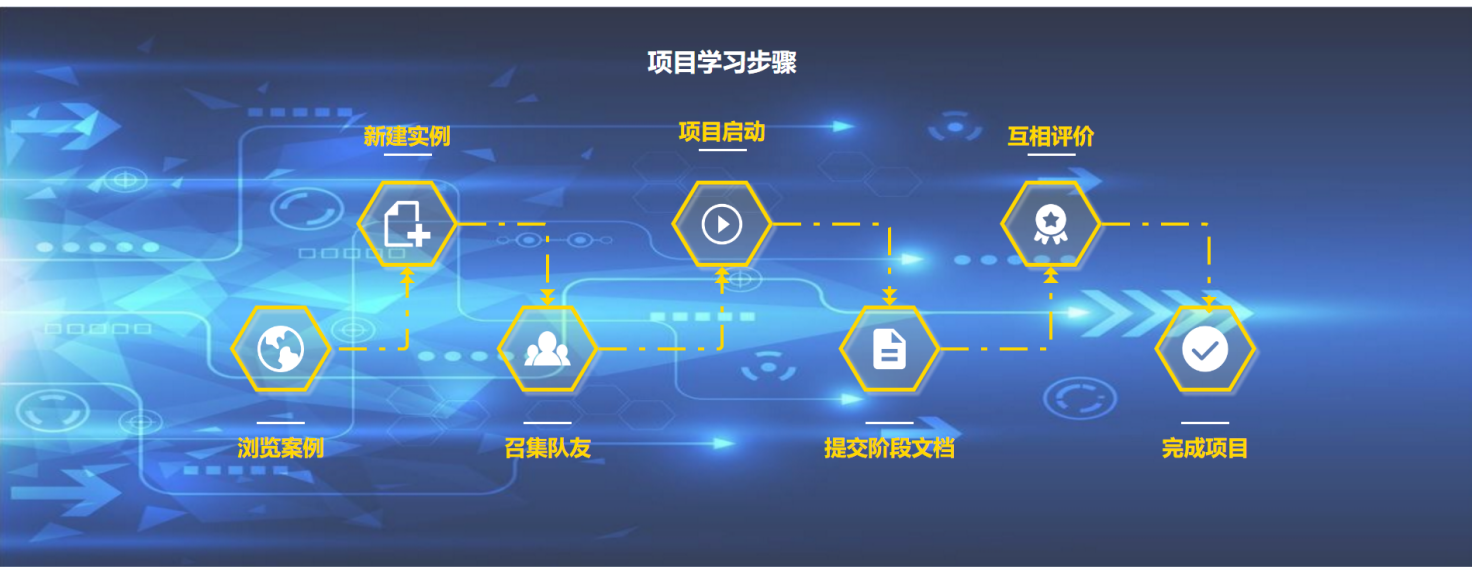 项目学习步骤
新建实例
项目启动
互相评价
浏览案例
召集队友
提交阶段文档
完成项目